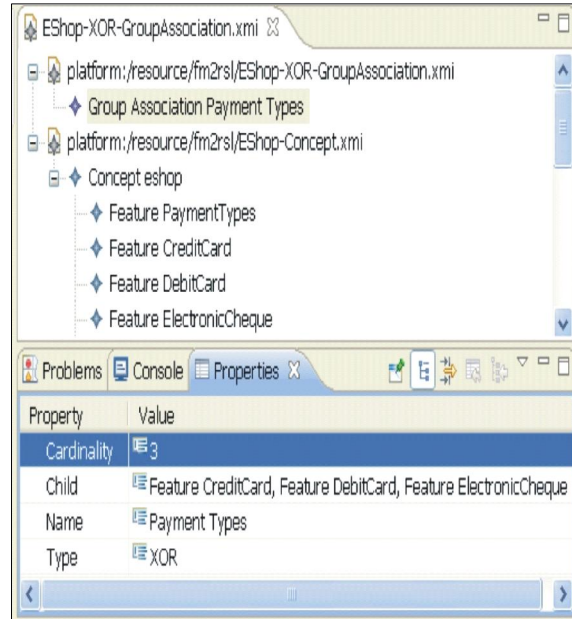 EShop-XOR-GroupAssociation.xmi
platform:/resource/fm2rsl/EShop-XOR-GroupAssociation.xmi
Group Association Payment Types
platform:/resource/fm2rsl/EShop-Concept.xmi
Concept eshop
Feature PaymentTypes
Feature CreditCard
Feature DebitCard
Feature ElectronicCheque
Problems Console Properties
Property Value
Cardinality 3
Child Feature CreditCard, Feature DebitCard, Feature ElectronicCheque
Name Payment Types
Type XOR